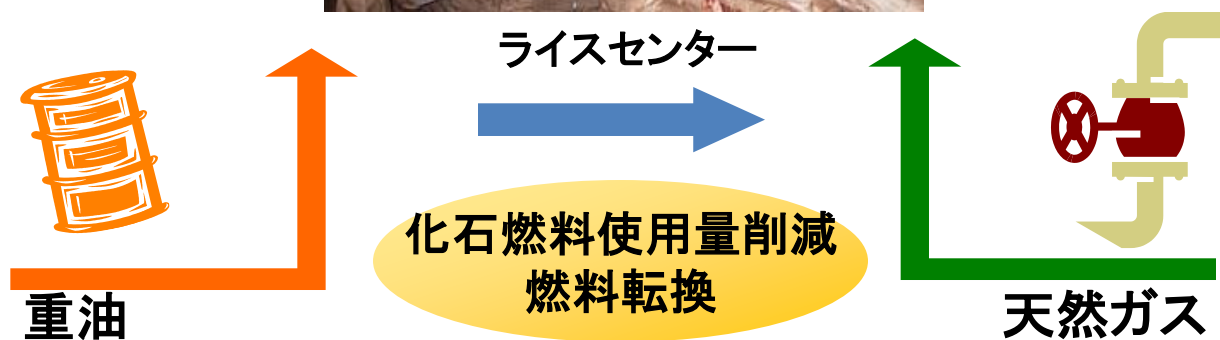 ライスセンター
化石燃料使用量削減
燃料転換
重油
天然ガス